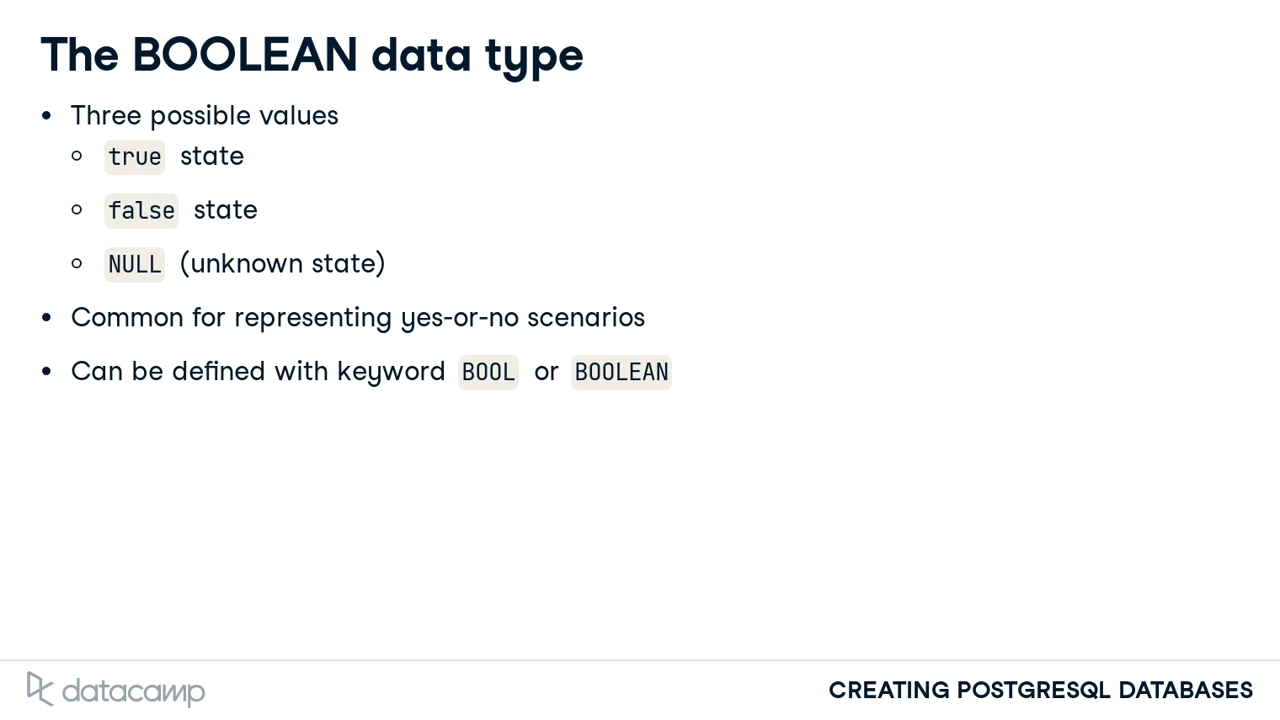 The BOOLEAN data type
• Three possible values
○ true state
○ false state
○ NULL (unknown state)
• Common for representing yes-or-no scenarios
• Can be defined with keyword BOOL or BOOLEAN
datacamp
CREATING POSTGRESQL DATABASES